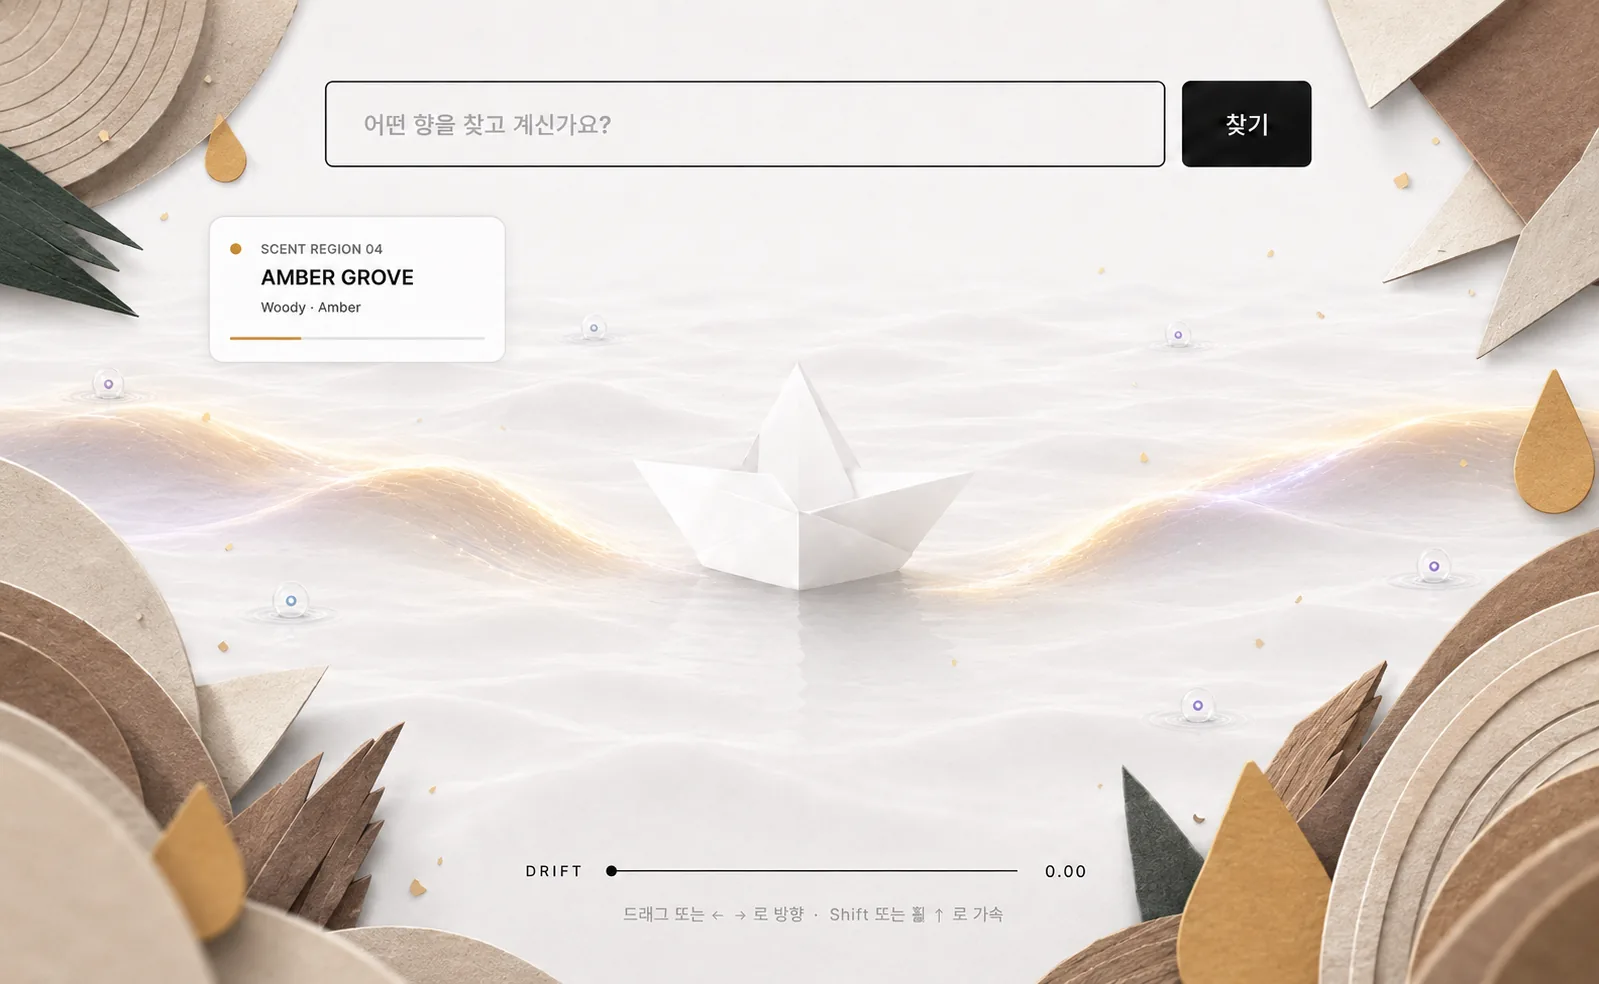 어떤 향을 찾고 계신가요?
찾기
SCENT REGION 04
AMBER GROVE
Woody · Amber
DRIFT
0.00
드래그 또는 ← → 로 방향 · Shift 또는 휠 ↑ 로 가속